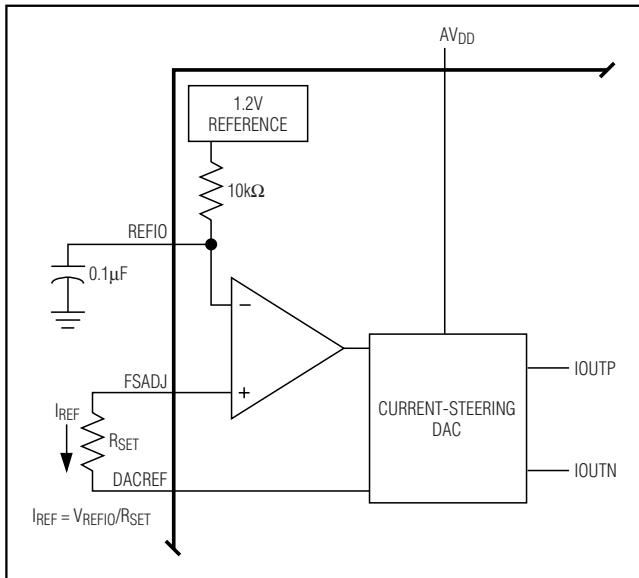 AVDD
1.2V
REFERENCE
10kΩ
REFIO
0.1µF
−
FSADJ
+
IREF
RSET
CURRENT-STEERING
DAC
IOUTP
IOUTN
DACREF
IREF = VREFIO/RSET